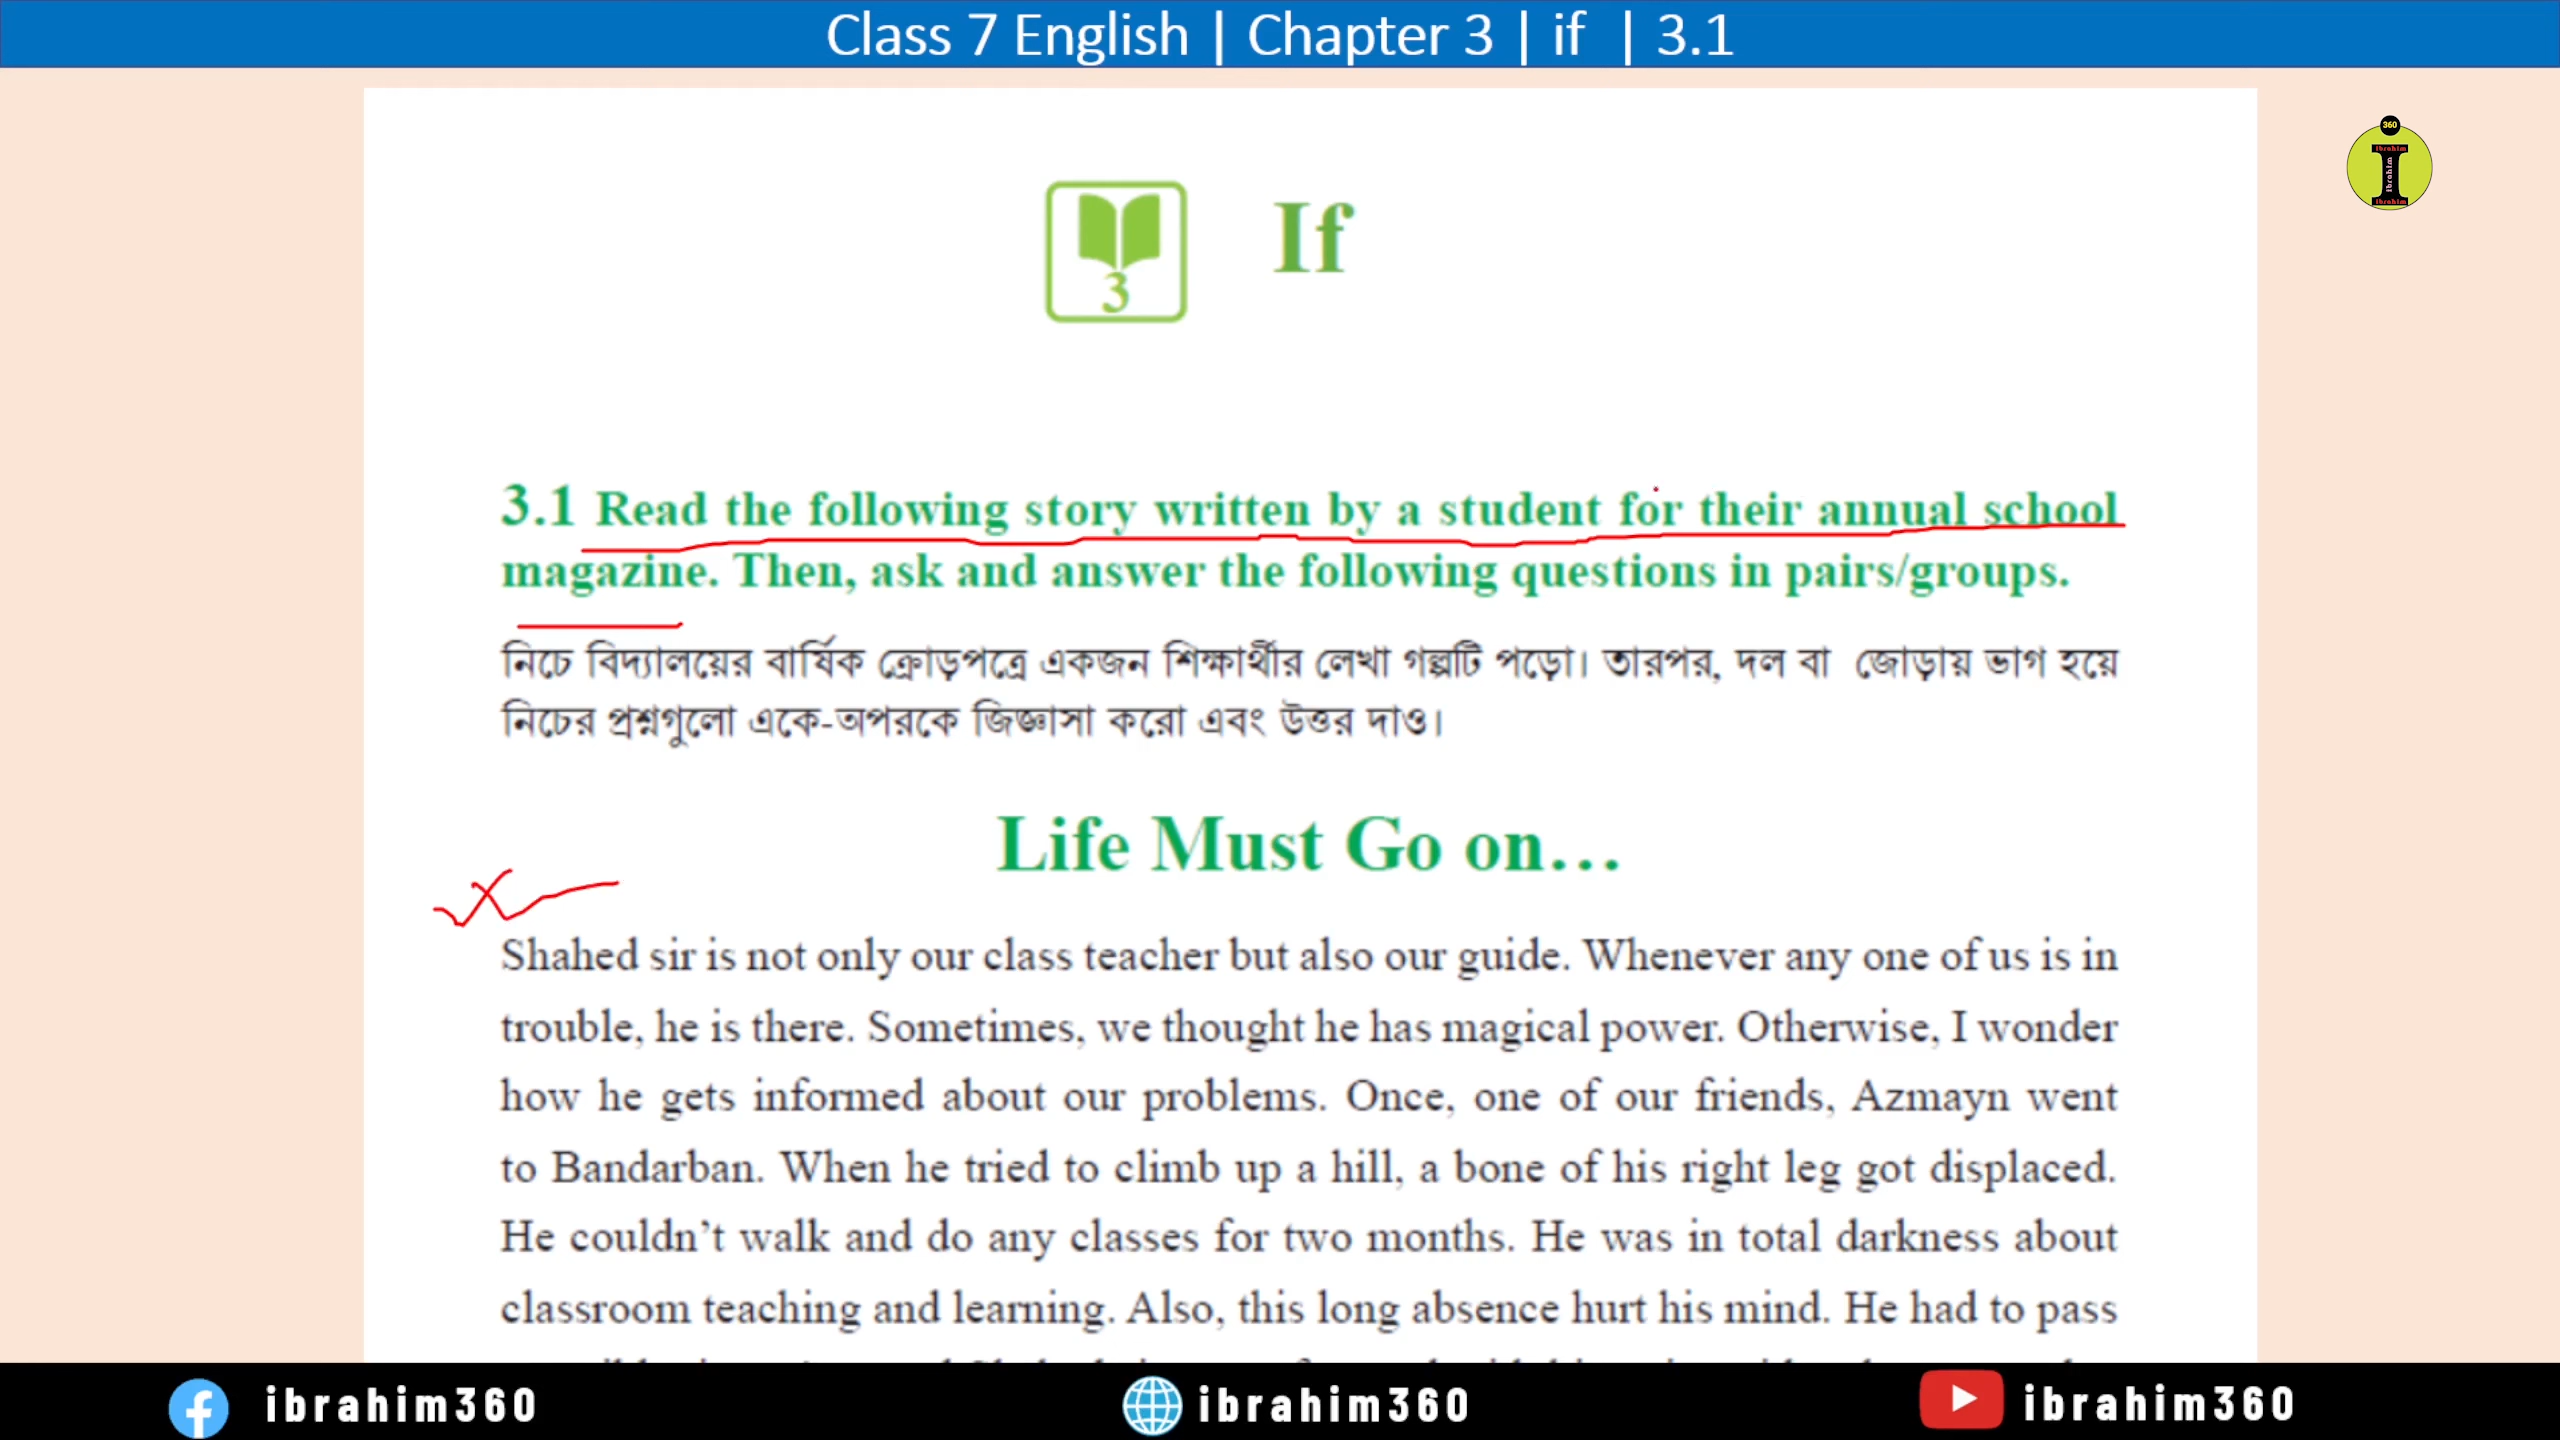 Class 7 English | Chapter 3 | if | 3.1
360
ibrahim
ibrahim
ibrahim
3
If
3.1 Read the following story written by a student for their annual school
magazine. Then, ask and answer the following questions in pairs/groups.
নিচে বিদ্যালয়ের বার্ষিক ক্রোড়পত্রে একজন শিক্ষার্থীর লেখা গল্পটি পড়ো। তারপর, দল বা জোড়ায় ভাগ হয়ে
নিচের প্রশ্নগুলো একে-অপরকে জিজ্ঞাসা করো এবং উত্তর দাও।
Life Must Go on...
Shahed sir is not only our class teacher but also our guide. Whenever any one of us is in
trouble, he is there. Sometimes, we thought he has magical power. Otherwise, I wonder
how he gets informed about our problems. Once, one of our friends, Azmayn went
to Bandarban. When he tried to climb up a hill, a bone of his right leg got displaced.
He couldn’t walk and do any classes for two months. He was in total darkness about
classroom teaching and learning. Also, this long absence hurt his mind. He had to pass
ibrahim360
ibrahim360
ibrahim360